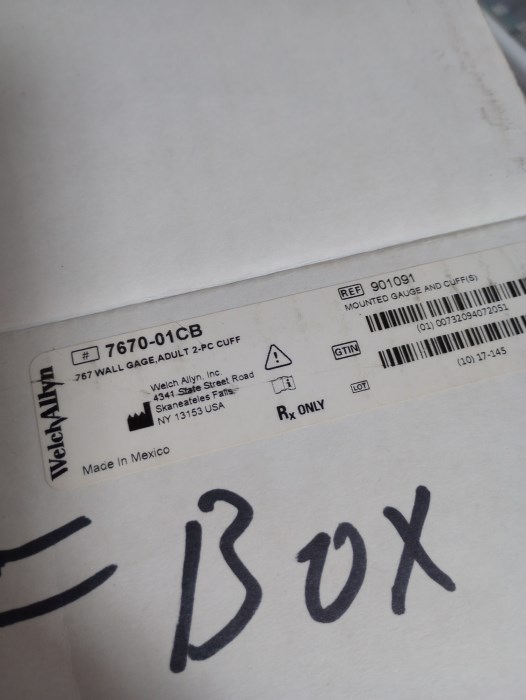 WelchAllyn
# 7670-01CB
767 WALL GAGE,ADULT 2-PC CUFF
Welch Allyn, Inc.
4341 State Street Road
Skaneateles Falls,
NY 13153 USA
Made In Mexico
Rx ONLY
REF 901091
MOUNTED GAUGE AND CUFF(S)
GTIN
(01) 00732094072051
LOT
(10) 17-145
= BOX